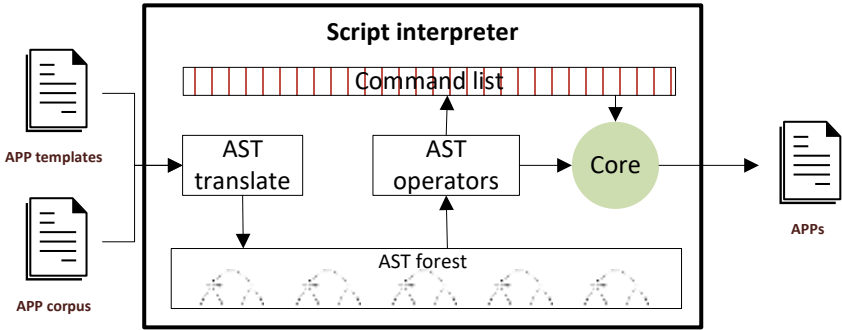 Script interpreter
Command list
APP templates
AST
translate
AST
operators
Core
APP corpus
AST forest
APPs